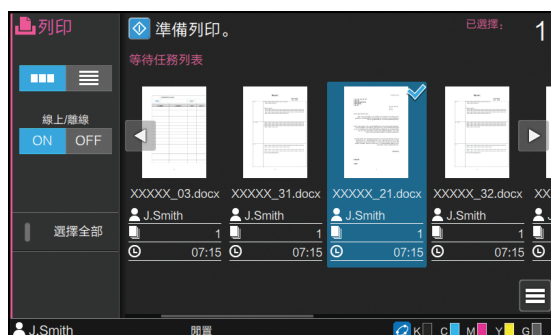 列印
準備列印。
已選擇：
1
等待任務列表
線上/離線
ON OFF
選擇全部
XXXXX_03.docx XXXXX_31.docx XXXXX_21.docx XXXXX_32.docx XX
J.Smith J.Smith J.Smith J.Smith J.
1 1 1 1
07:15 07:15 07:15 07:15
J.Smith
閒置
K C M Y G